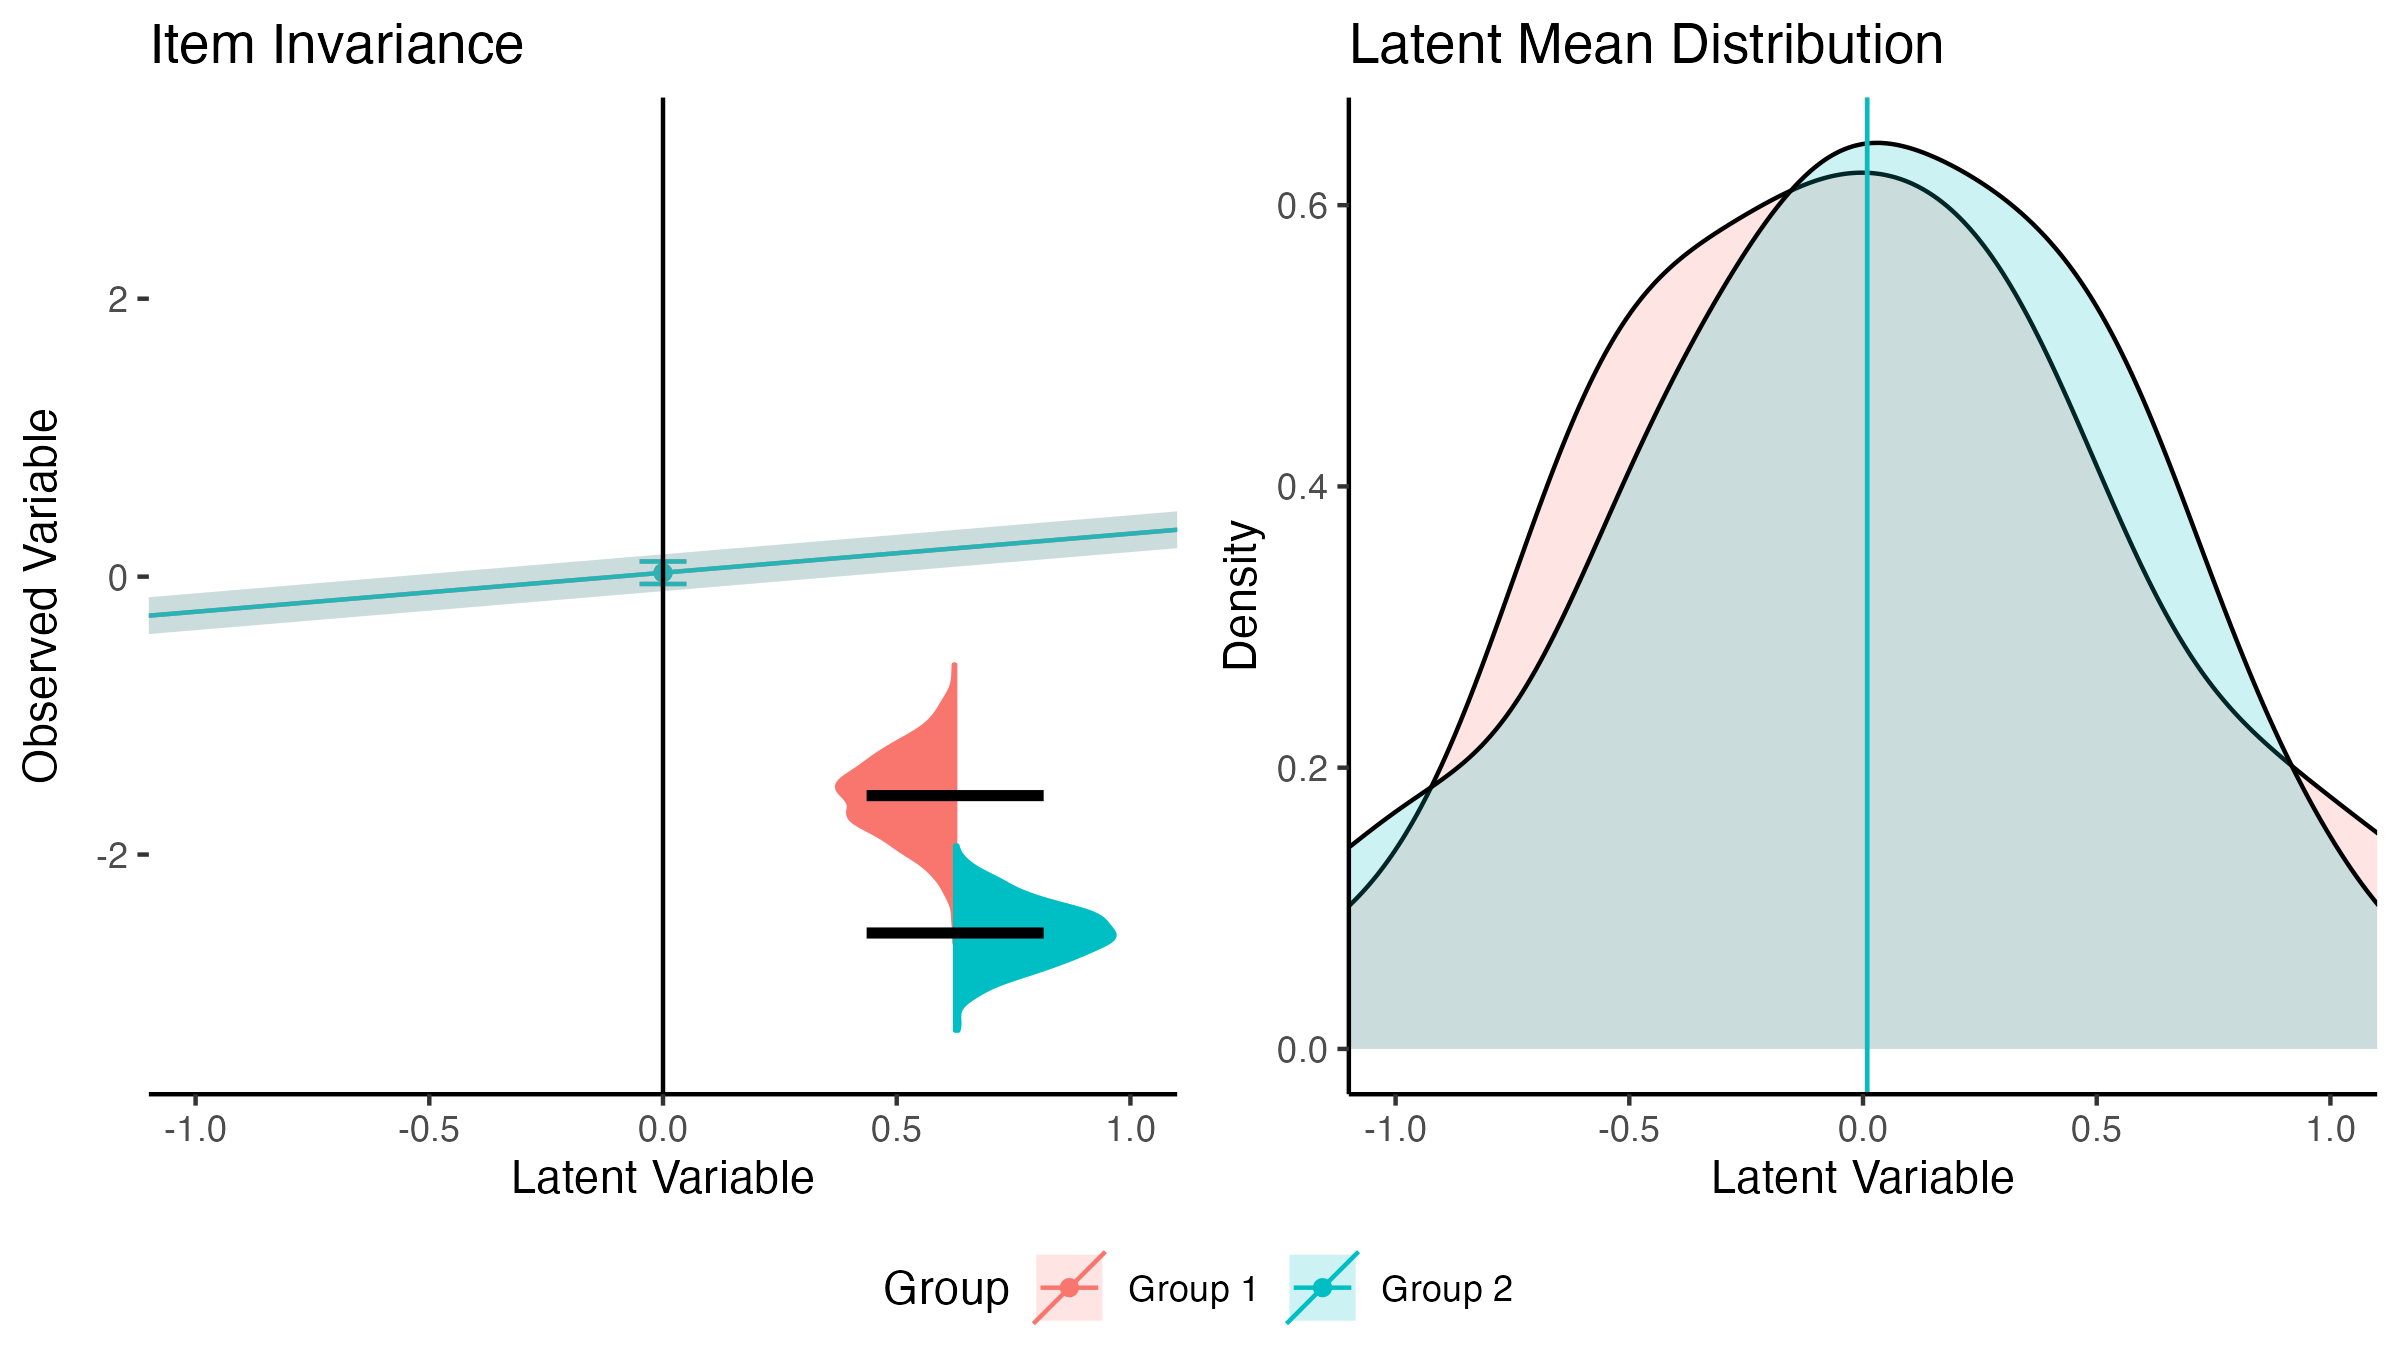 Item Invariance
Observed Variable
2
0
-2
-1.0 -0.5 0.0 0.5 1.0
Latent Variable
Latent Mean Distribution
Density
0.6
0.4
0.2
0.0
-1.0 -0.5 0.0 0.5 1.0
Latent Variable
Group Group 1 Group 2